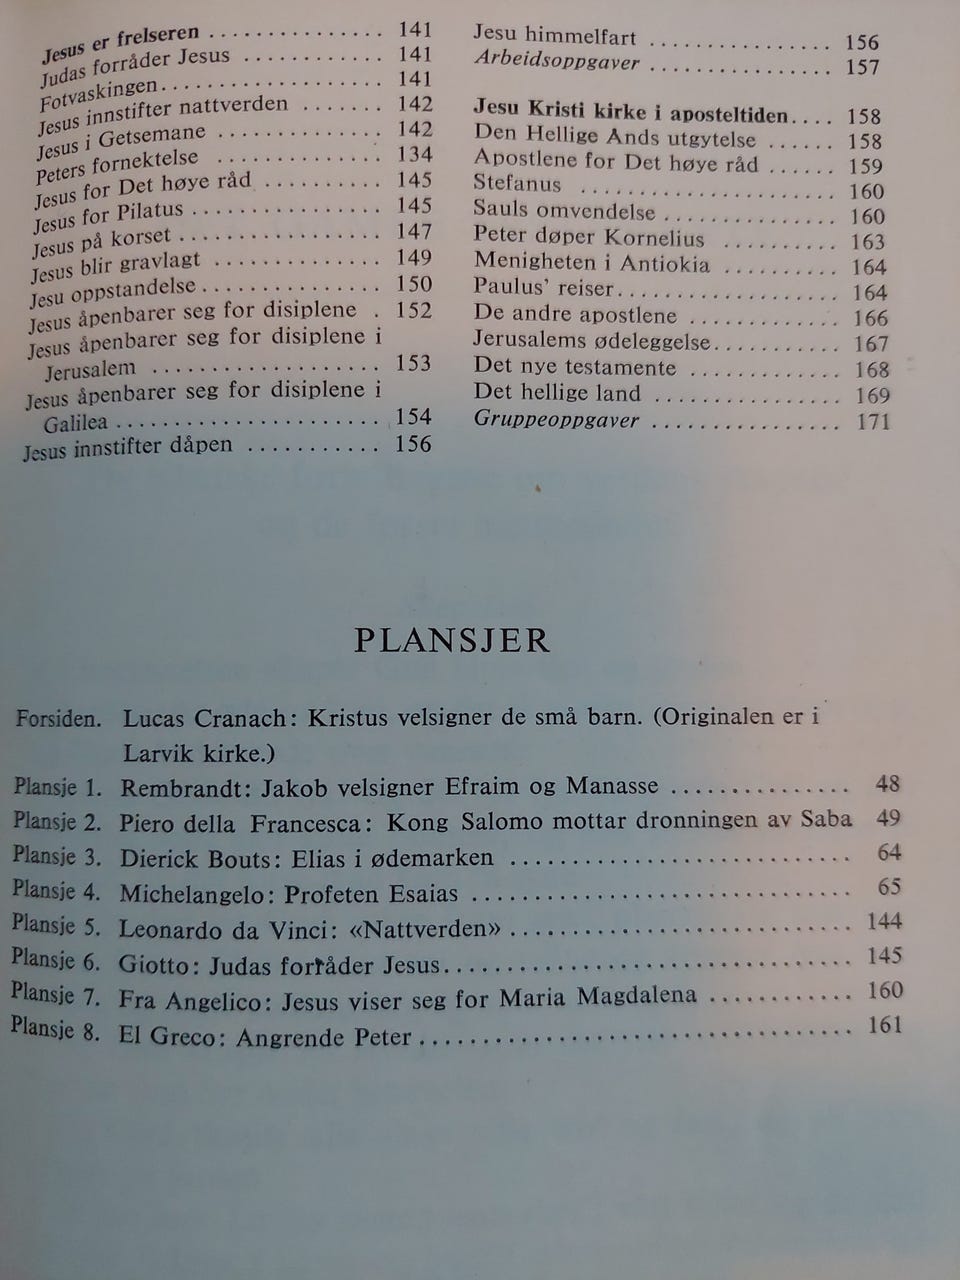 Jesus er frelseren ............... 141
Judas forråder Jesus ............ 141
Fotvaskingen ................... 141
Jesus innstifter nattverden ....... 142
Jesus i Getsemane .............. 142
Peters fornektelse .............. 134
Jesus for Det høye råd .......... 145
Jesus for Pilatus ................ 145
Jesus på korset ................. 147
Jesus blir gravlagt .............. 149
Jesu oppstandelse ............... 150
Jesus åpenbarer seg for disiplene . 152
Jesus åpenbarer seg for disiplene i
Jerusalem ................... 153
Jesus åpenbarer seg for disiplene i
Galilea ...................... 154
Jesus innstifter dåpen ........... 156
Jesu himmelfart ................ 156
Arbeidsoppgaver ................ 157
Jesu Kristi kirke i aposteltiden .... 158
Den Hellige Ands utgytelse ...... 158
Apostlene for Det høye råd ...... 159
Stefanus ...................... 160
Sauls omvendelse ............... 160
Peter døper Kornelius .......... 163
Menigheten i Antiokia .......... 164
Paulus' reiser ................... 164
De andre apostlene ............. 166
Jerusalems ødeleggelse ........... 167
Det nye testamente ............. 168
Det hellige land ................ 169
Gruppeoppgaver ................ 171
PLANSJER
Forsiden. Lucas Cranach: Kristus velsigner de små barn. (Originalen er i
Larvik kirke.)
Plansje 1. Rembrandt: Jakob velsigner Efraim og Manasse ............... 48
Plansje 2. Piero della Francesca: Kong Salomo mottar dronningen av Saba 49
Plansje 3. Dierick Bouts: Elias i ødemarken ............................. 64
Plansje 4. Michelangelo: Profeten Esaias ................................ 65
Plansje 5. Leonardo da Vinci: «Nattverden» ............................. 144
Plansje 6. Giotto: Judas forråder Jesus .................................. 145
Plansje 7. Fra Angelico: Jesus viser seg for Maria Magdalena ............ 160
Plansje 8. El Greco: Angrende Peter .................................... 161